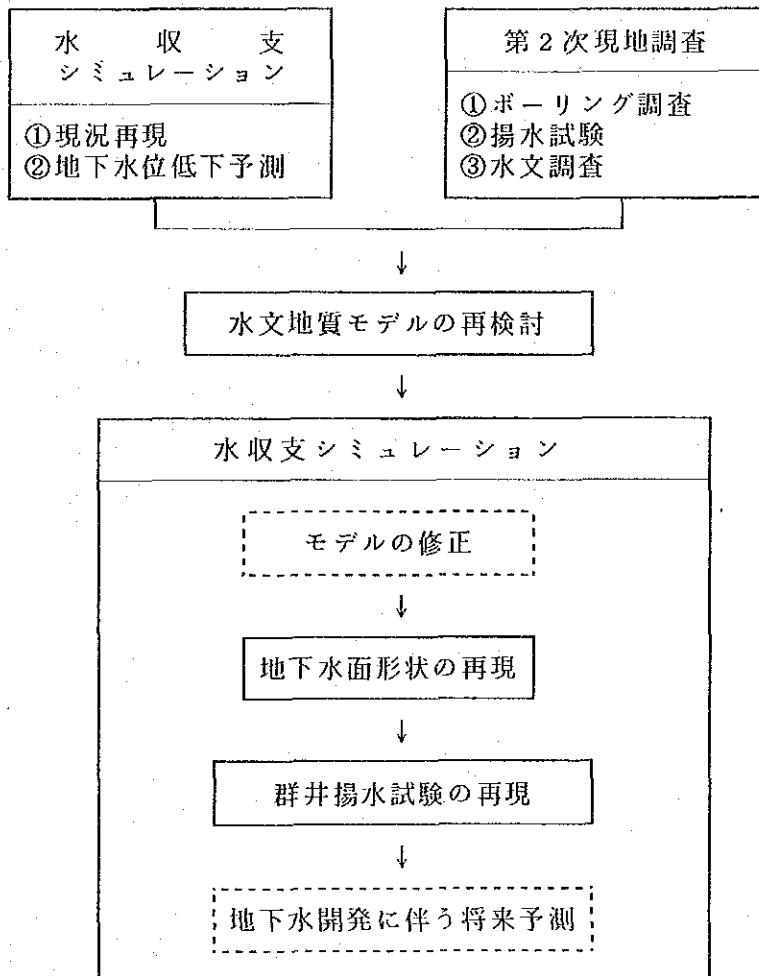 水収支
シミュレーション
①現況再現
②地下水位低下予測
第2次現地調査
①ボーリング調査
②揚水試験
③水文調査
↓
水文地質モデルの再検討
↓
水収支シミュレーション
モデルの修正
↓
地下水面形状の再現
↓
群井揚水試験の再現
↓
地下水開発に伴う将来予測